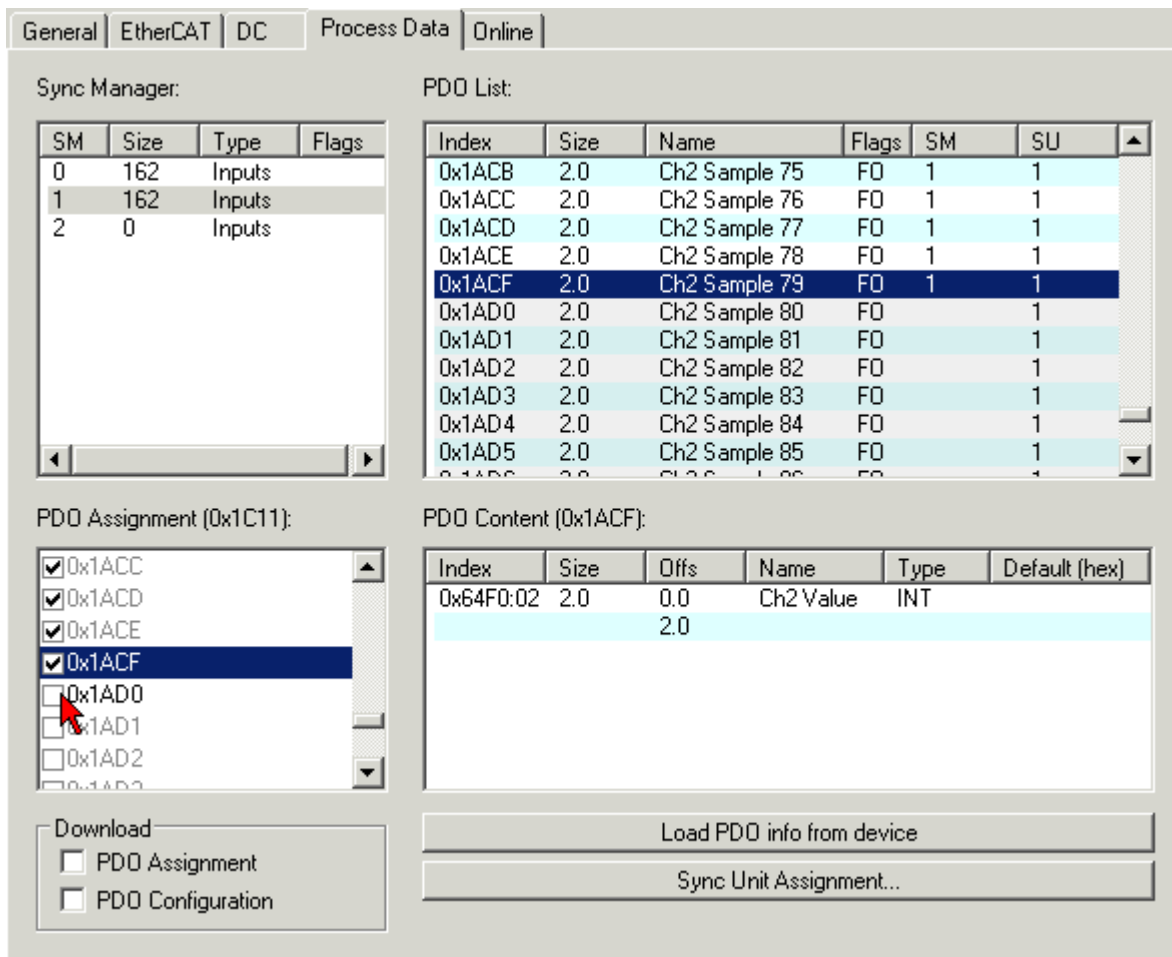 General EtherCAT DC Process Data Online
Sync Manager:
SM Size Type Flags
0 162 Inputs
1 162 Inputs
2 0 Inputs
PDO List:
Index Size Name Flags SM SU
0x1ACB 2.0 Ch2 Sample 75 F0 1 1
0x1ACC 2.0 Ch2 Sample 76 F0 1 1
0x1ACD 2.0 Ch2 Sample 77 F0 1 1
0x1ACE 2.0 Ch2 Sample 78 F0 1 1
0x1ACF 2.0 Ch2 Sample 79 F0 1 1
0x1AD0 2.0 Ch2 Sample 80 F0 1
0x1AD1 2.0 Ch2 Sample 81 F0 1
0x1AD2 2.0 Ch2 Sample 82 F0 1
0x1AD3 2.0 Ch2 Sample 83 F0 1
0x1AD4 2.0 Ch2 Sample 84 F0 1
0x1AD5 2.0 Ch2 Sample 85 F0 1
PDO Assignment (0x1C11):
0x1ACC
0x1ACD
0x1ACE
0x1ACF
0x1AD0
0x1AD1
0x1AD2
PDO Content (0x1ACF):
Index Size Offs Name Type Default (hex)
0x64F0:02 2.0 0.0 Ch2 Value INT
2.0
Download
PDO Assignment
PDO Configuration
Load PDO info from device
Sync Unit Assignment...